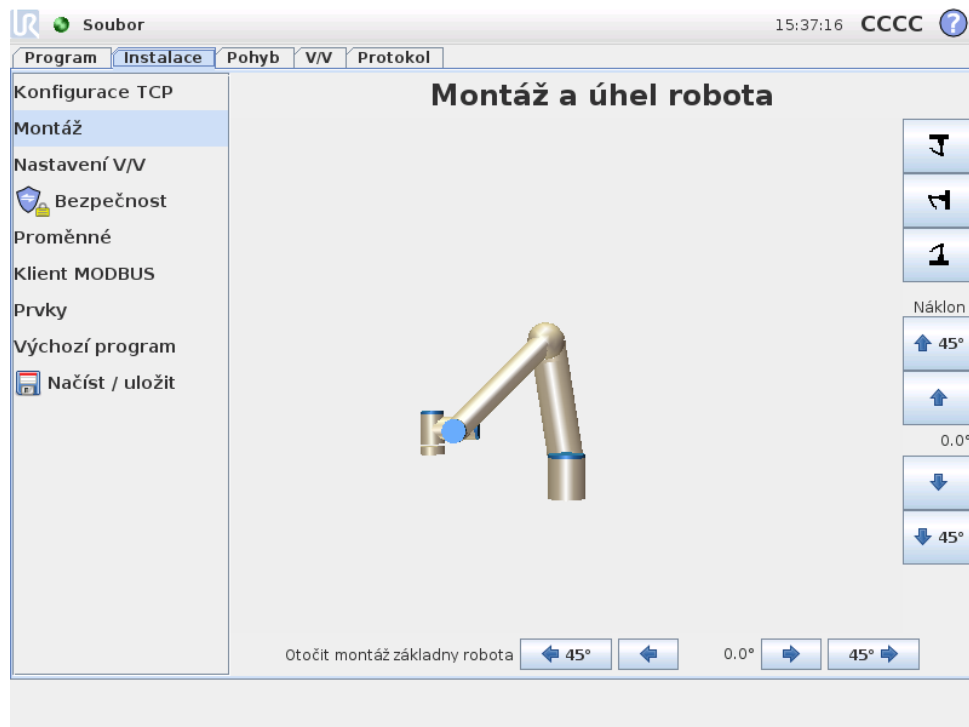 UR Soubor 15:37:16 CCCC ?
Program Instalace Pohyb V/V Protokol
Konfigurace TCP
Montáž
Nastavení V/V
Bezpečnost
Proměnné
Klient MODBUS
Prvky
Výchozí program
Načíst / uložit
Montáž a úhel robota
Náklon
45°
0.0°
45°
Otočit montáž základny robota 45° 0.0° 45°